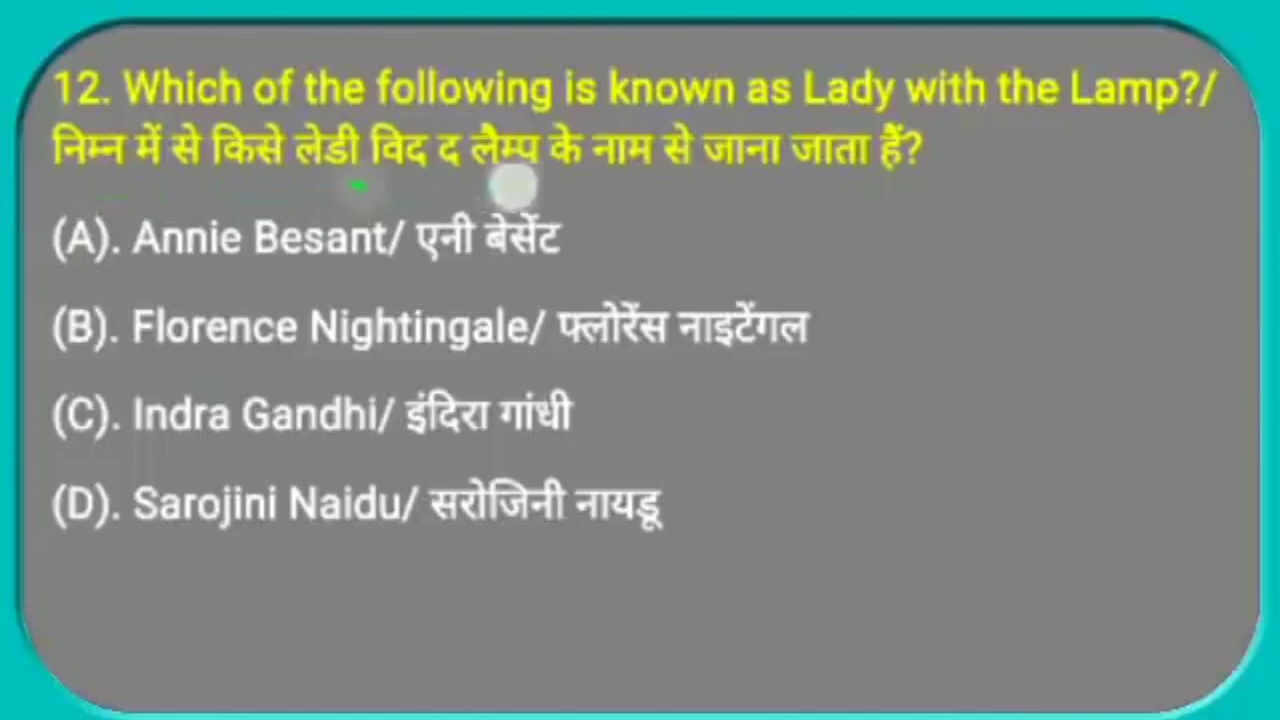 12. Which of the following is known as Lady with the Lamp?/
निम्न में से किसे लेडी विद द लैम्प के नाम से जाना जाता हैं?
(A). Annie Besant/ एनी बेसेंट
(B). Florence Nightingale/ फ्लोरेंस नाइटेंगल
(C). Indra Gandhi/ इंदिरा गांधी
(D). Sarojini Naidu/ सरोजिनी नायडू